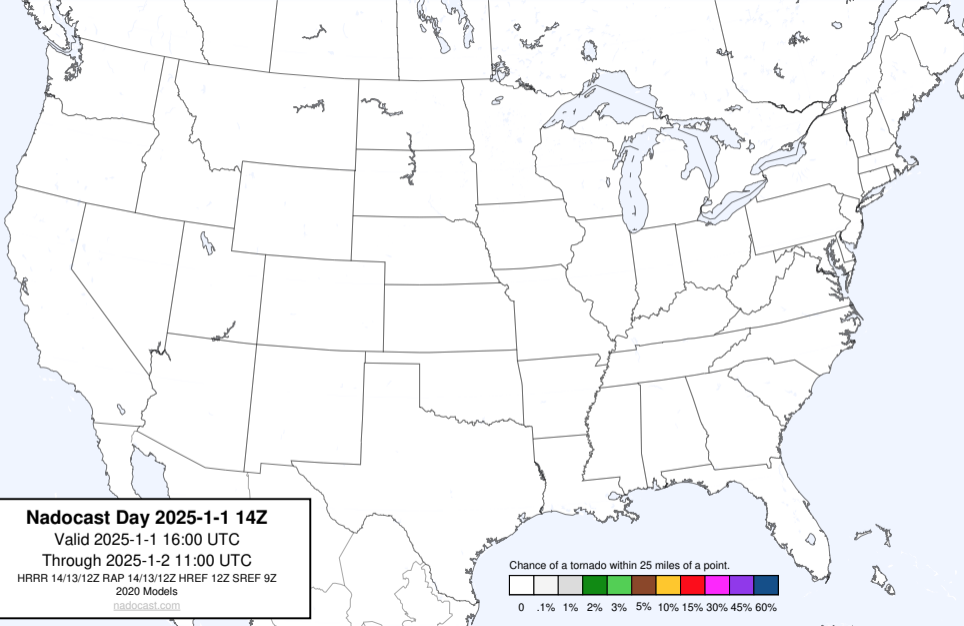 Nadocast Day 2025-1-1 14Z
Valid 2025-1-1 16:00 UTC
Through 2025-1-2 11:00 UTC
HRRR 14/13/12Z RAP 14/13/12Z HREF 12Z SREF 9Z
2020 Models
nadocast.com
Chance of a tornado within 25 miles of a point.
0 .1% 1% 2% 3% 5% 10% 15% 30% 45% 60%